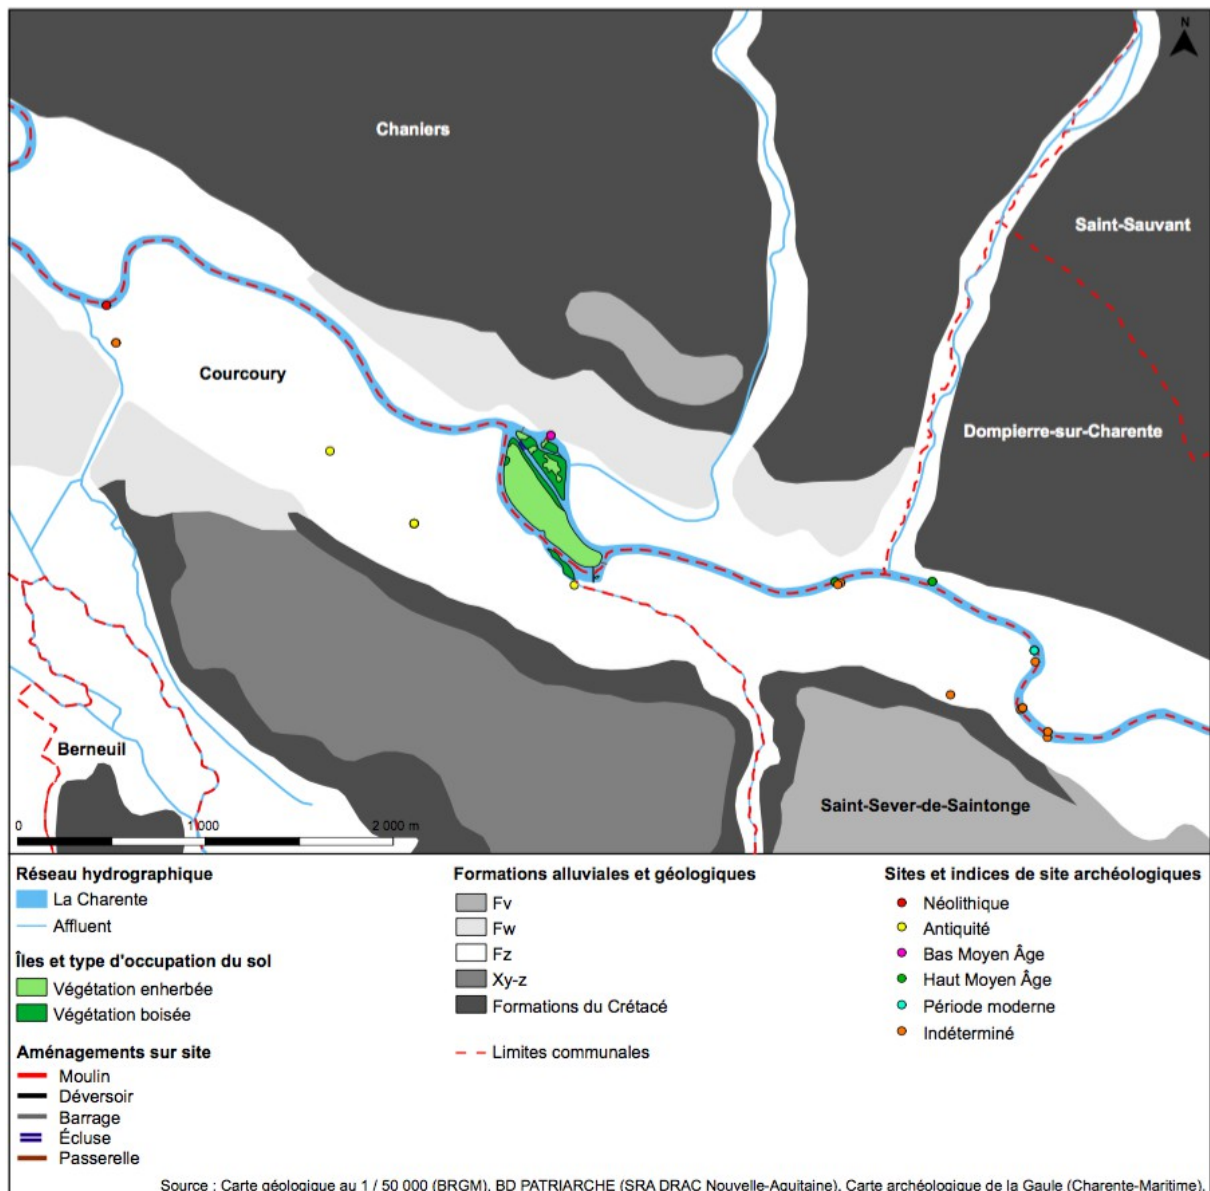 N
Chaniers
Saint-Sauvant
Courcoury
Dompierre-sur-Charente
Berneuil
Saint-Sever-de-Saintonge
0 1 000 2 000 m
Réseau hydrographique
La Charente
Affluent
Îles et type d'occupation du sol
Végétation enherbée
Végétation boisée
Aménagements sur site
Moulin
Déversoir
Barrage
Écluse
Passerelle
Formations alluviales et géologiques
Fv
Fw
Fz
Xy-z
Formations du Crétacé
Limites communales
Sites et indices de site archéologiques
Néolithique
Antiquité
Bas Moyen Âge
Haut Moyen Âge
Période moderne
Indéterminé
Source : Carte géologique au 1 / 50 000 (BRGM), BD PATRIARCHE (SRA DRAC Nouvelle-Aquitaine), Carte archéologique de la Gaule (Charente-Maritime).